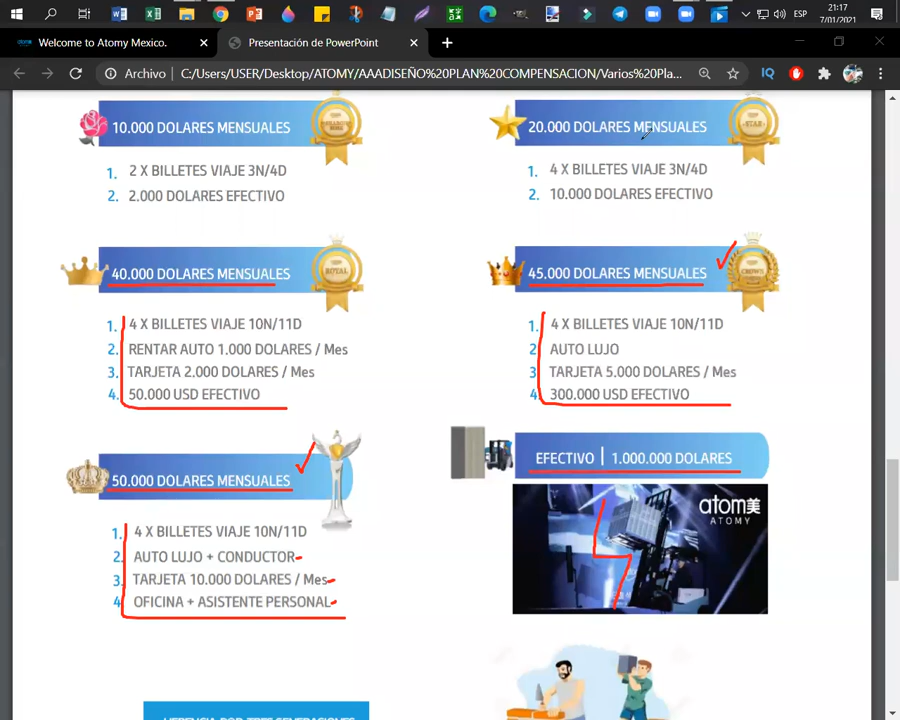 21:17
ESP
7/01/2021
Welcome to Atomy Mexico.
Presentación de PowerPoint
Archivo
C:/Users/USER/Desktop/ATOMY/AAADISEÑO%20PLAN%20COMPENSACION/Varios%20Pla...
IQ
10.000 DOLARES MENSUALES
1. 2 X BILLETES VIAJE 3N/4D
2. 2.000 DOLARES EFECTIVO
20.000 DOLARES MENSUALES
STAR
1. 4 X BILLETES VIAJE 3N/4D
2. 10.000 DOLARES EFECTIVO
40.000 DOLARES MENSUALES
ROYAL
1. 4 X BILLETES VIAJE 10N/11D
2. RENTAR AUTO 1.000 DOLARES / Mes
3. TARJETA 2.000 DOLARES / Mes
4. 50.000 USD EFECTIVO
45.000 DOLARES MENSUALES
CROWN
1. 4 X BILLETES VIAJE 10N/11D
2 AUTO LUJO
3 TARJETA 5.000 DOLARES / Mes
4. 300.000 USD EFECTIVO
50.000 DOLARES MENSUALES
1. 4 X BILLETES VIAJE 10N/11D
2. AUTO LUJO + CONDUCTOR
3. TARJETA 10.000 DOLARES / Mes
4 OFICINA + ASISTENTE PERSONAL
EFECTIVO | 1.000.000 DOLARES
atom美
ATOMY
HERENCIA POR TRES GENERACIONES